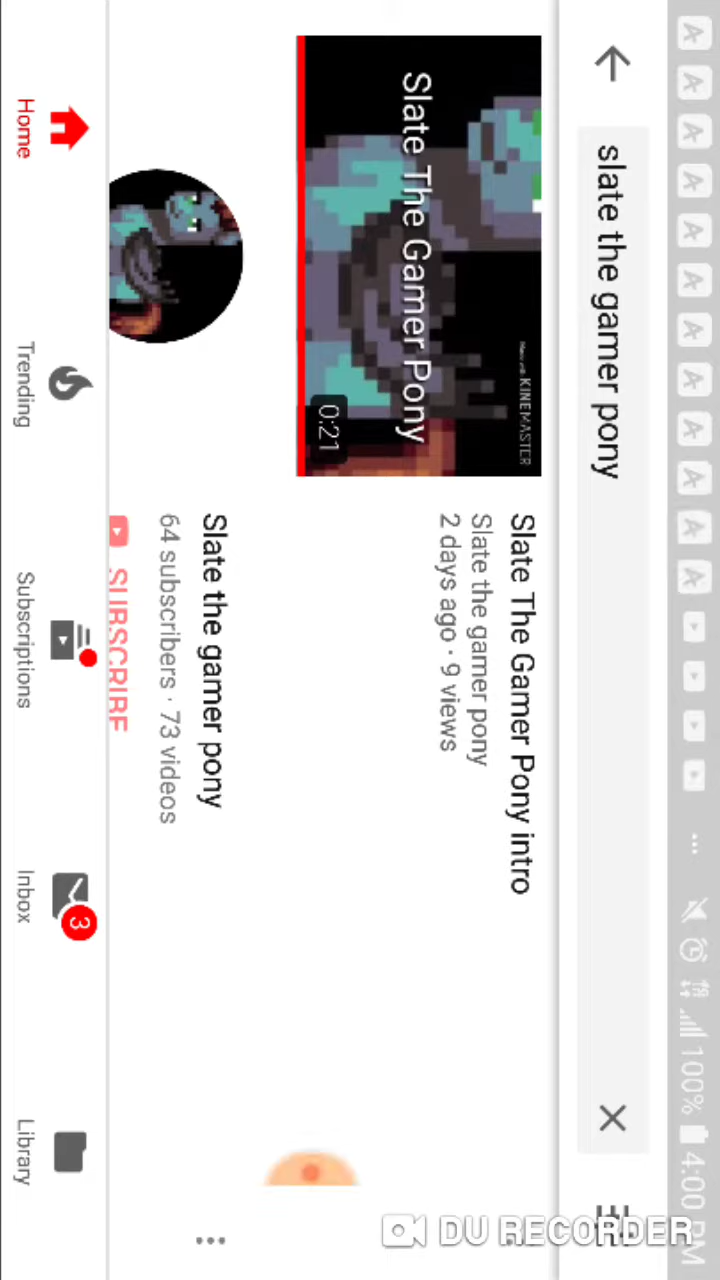 100% 4:00 PM
slate the gamer pony
Made with KINEMASTER
Slate The Gamer Pony
0:21
Slate The Gamer Pony intro
Slate the gamer pony
2 days ago · 9 views
Slate the gamer pony
64 subscribers · 73 videos
SUBSCRIBE
Home
Trending
Subscriptions
Inbox
3
Library
DU RECORDER